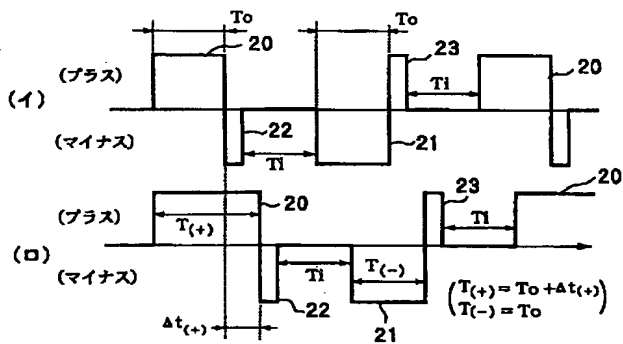 To
To
20
23
20
(プラス)
Ti
(イ)
(マイナス)
22
Ti
21
20
23
20
(プラス)
T(+)
Ti
(ロ)
Ti
T(-)
(マイナス)
22
21
Δt(+)
(T(+)=To+Δt(+)
T(-)=To)